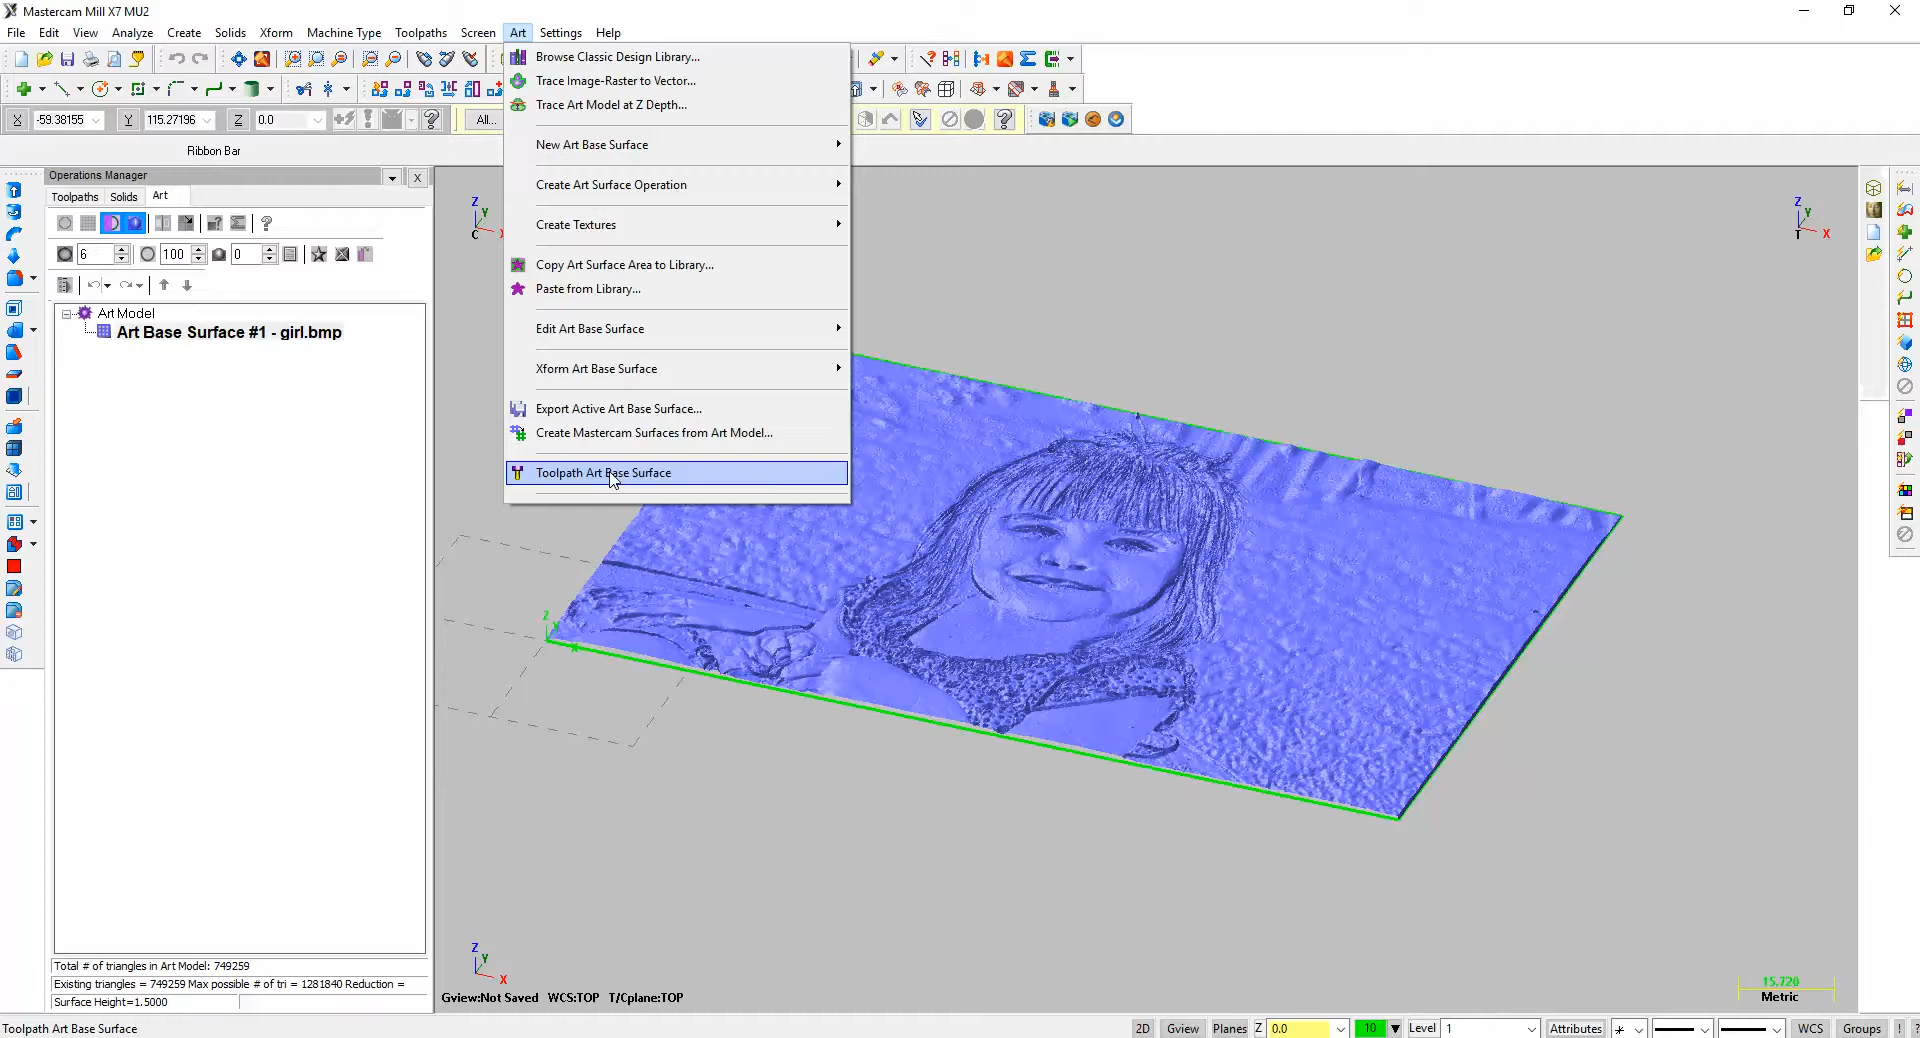 Mastercam Mill X7 MU2
File Edit View Analyze Create Solids Xform Machine Type Toolpaths Screen Art Settings Help
X -59.38155 Y 115.27196 Z 0.0 All...
Ribbon Bar
Operations Manager
Toolpaths Solids Art
6 100 0
Art Model
Art Base Surface #1 - girl.bmp
Browse Classic Design Library...
Trace Image-Raster to Vector...
Trace Art Model at Z Depth...
New Art Base Surface
Create Art Surface Operation
Create Textures
Copy Art Surface Area to Library...
Paste from Library...
Edit Art Base Surface
Xform Art Base Surface
Export Active Art Base Surface...
Create Mastercam Surfaces from Art Model...
Toolpath Art Base Surface
Z
Y
X
C
Z
Y
X
T
Z
Y
X
Z
Y
X
Total # of triangles in Art Model: 749259
Existing triangles = 749259 Max possible # of tri = 1281840 Reduction =
Surface Height=1.5000
Gview:Not Saved WCS:TOP T/Cplane:TOP
15.720
Metric
Toolpath Art Base Surface
2D Gview Planes Z 0.0 10 Level 1 Attributes WCS Groups ! ?